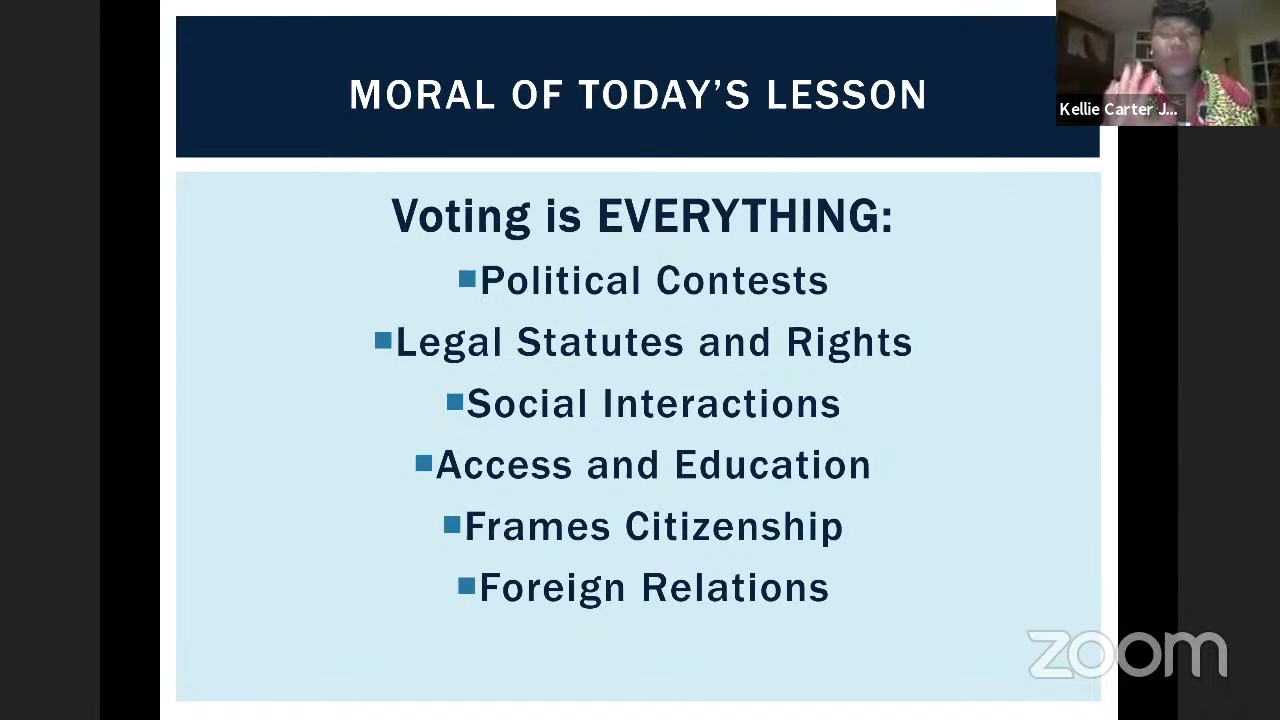 MORAL OF TODAY'S LESSON
Kellie Carter J...
Voting is EVERYTHING:
Political Contests
Legal Statutes and Rights
Social Interactions
Access and Education
Frames Citizenship
Foreign Relations
zoom